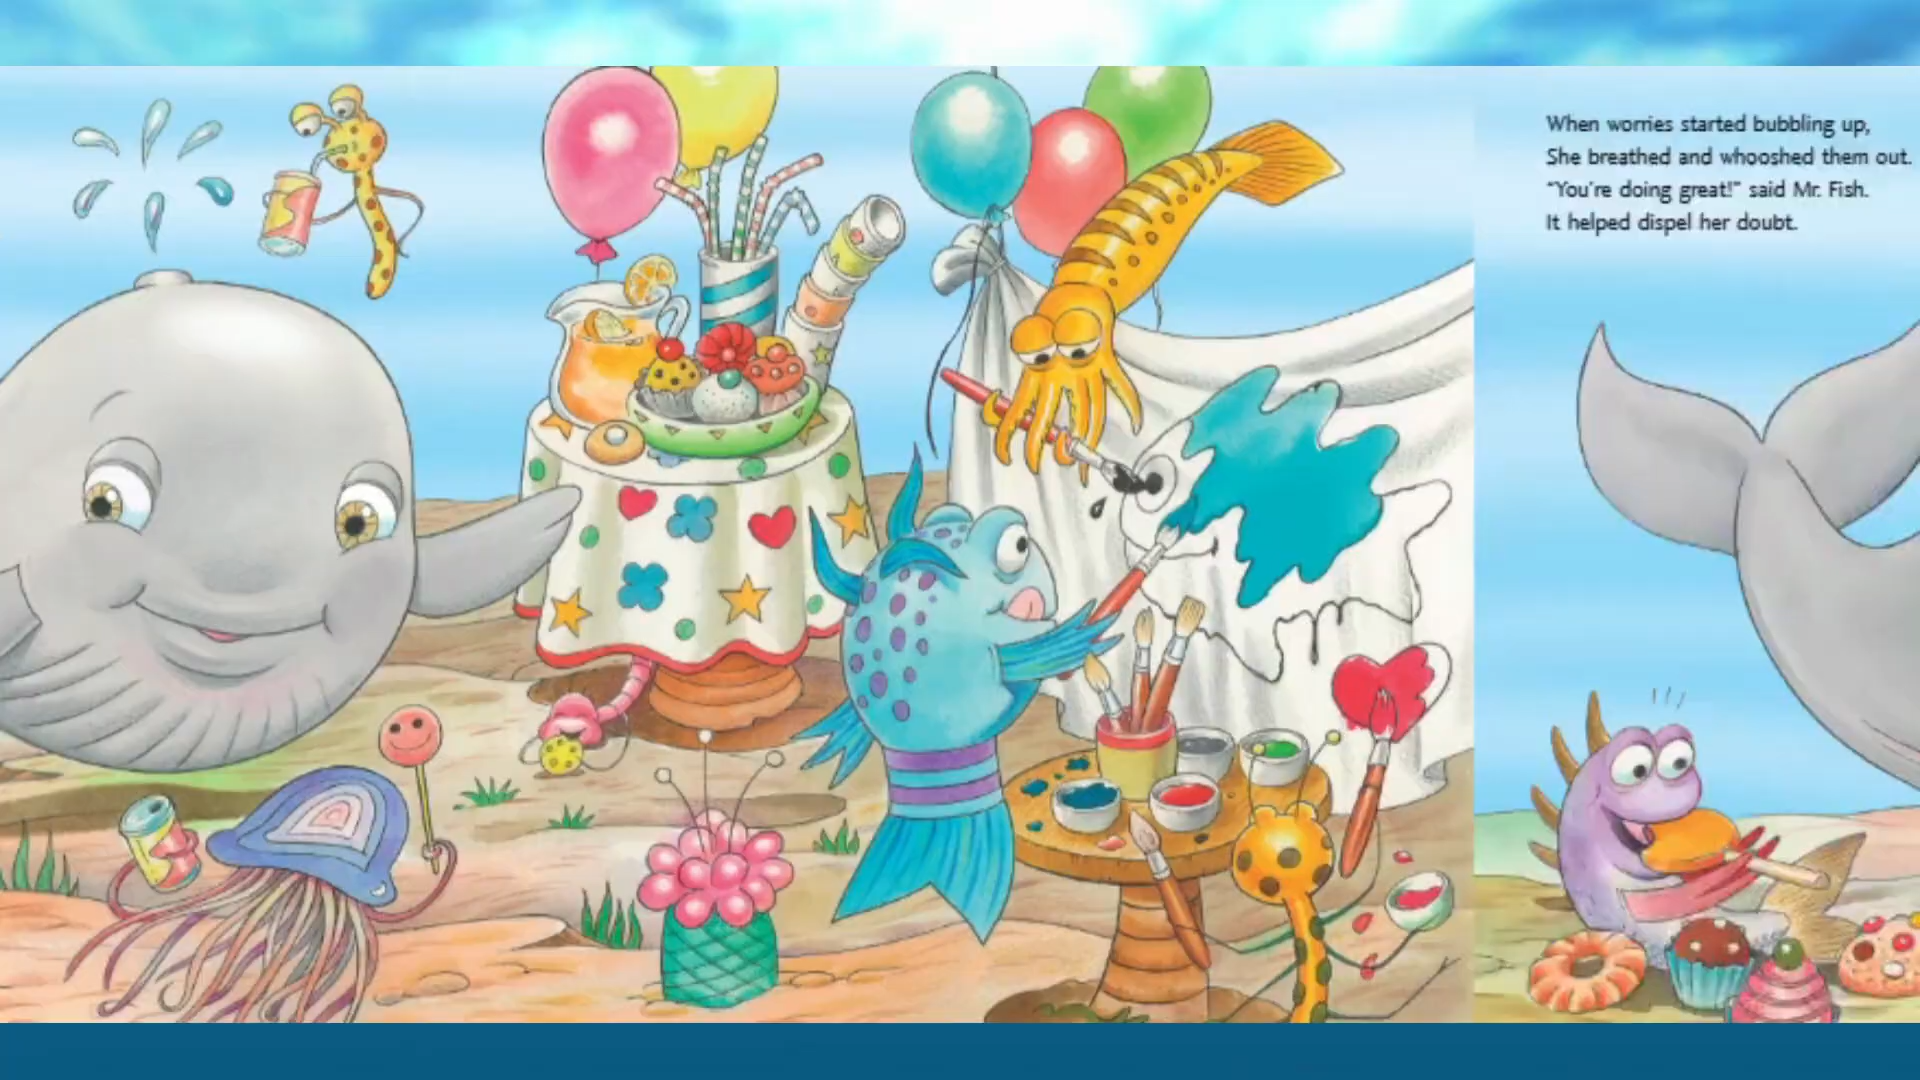 When worries started bubbling up,
She breathed and whooshed them out.
"You're doing great!" said Mr. Fish.
It helped dispel her doubt.